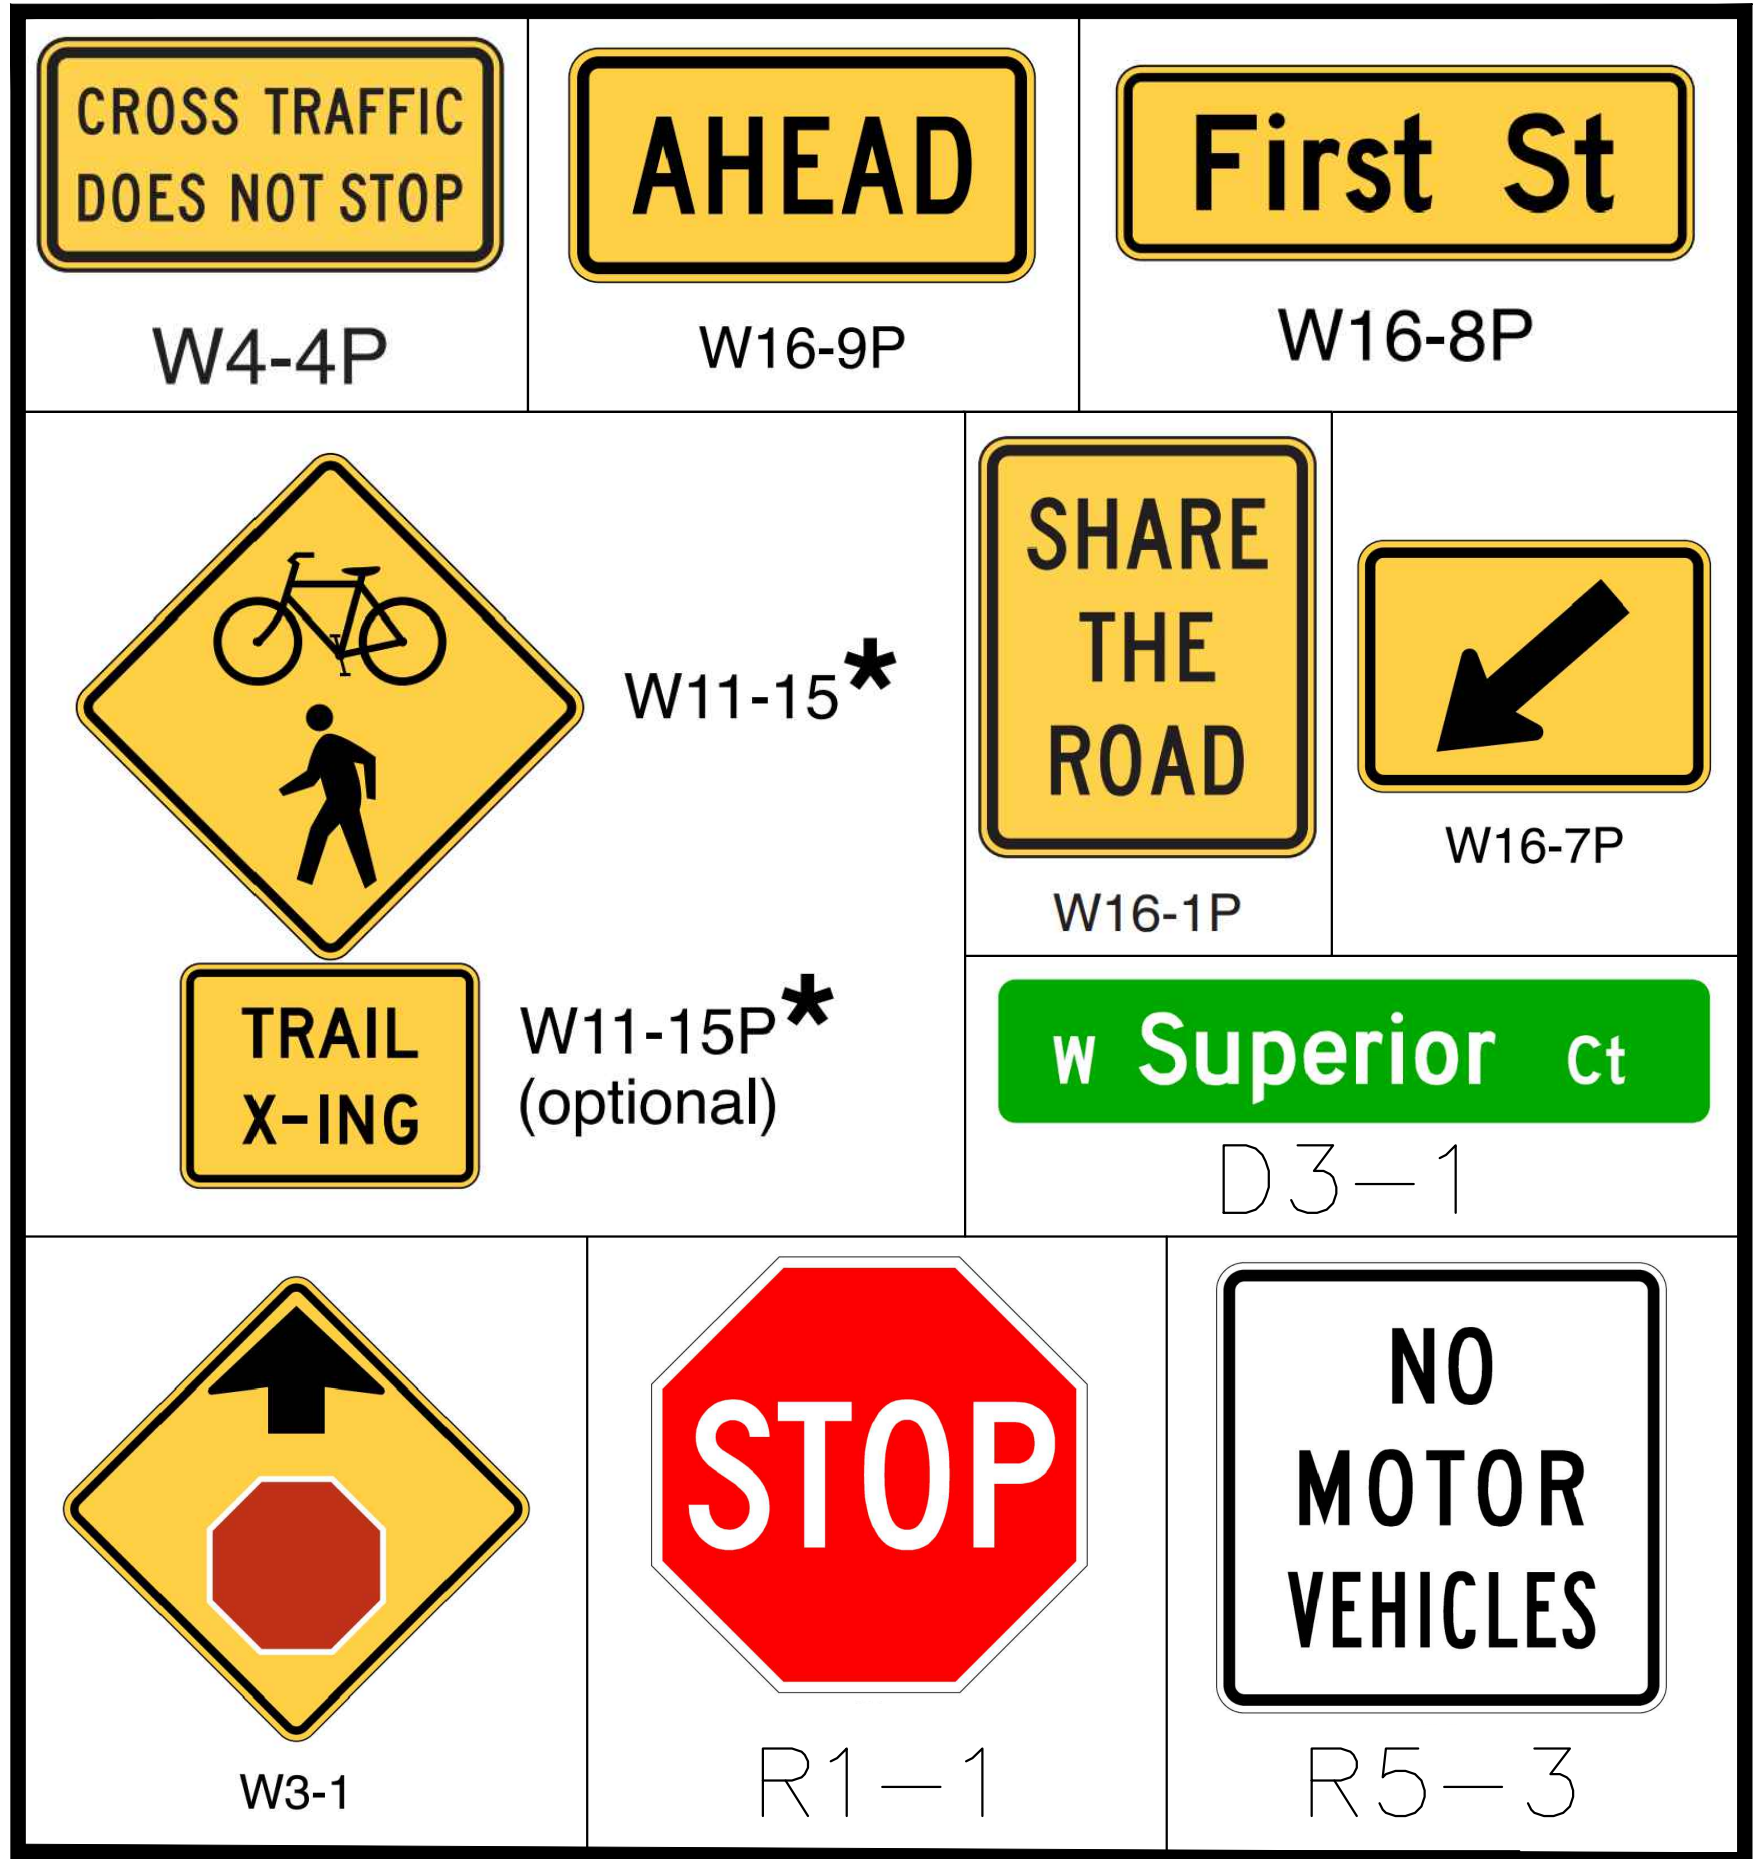 CROSS TRAFFIC
DOES NOT STOP
W4-4P
AHEAD
W16-9P
First St
W16-8P
W11-15*
TRAIL
X-ING
W11-15P*
(optional)
SHARE
THE
ROAD
W16-1P
W16-7P
W Superior Ct
D3-1
W3-1
STOP
R1-1
NO
MOTOR
VEHICLES
R5-3